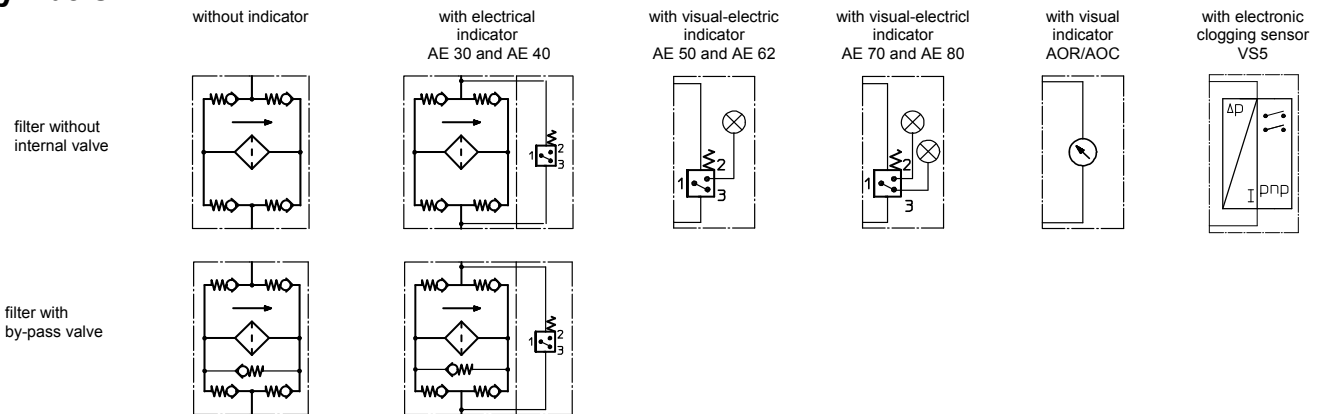 without indicator
with electrical
indicator
AE 30 and AE 40
with visual-electric
indicator
AE 50 and AE 62
with visual-electricl
indicator
AE 70 and AE 80
with visual
indicator
AOR/AOC
with electronic
clogging sensor
VS5
filter without
internal valve
1 2
3
1 2
3
1 2
3
Δp
I pnp
filter with
by-pass valve
1 2
3